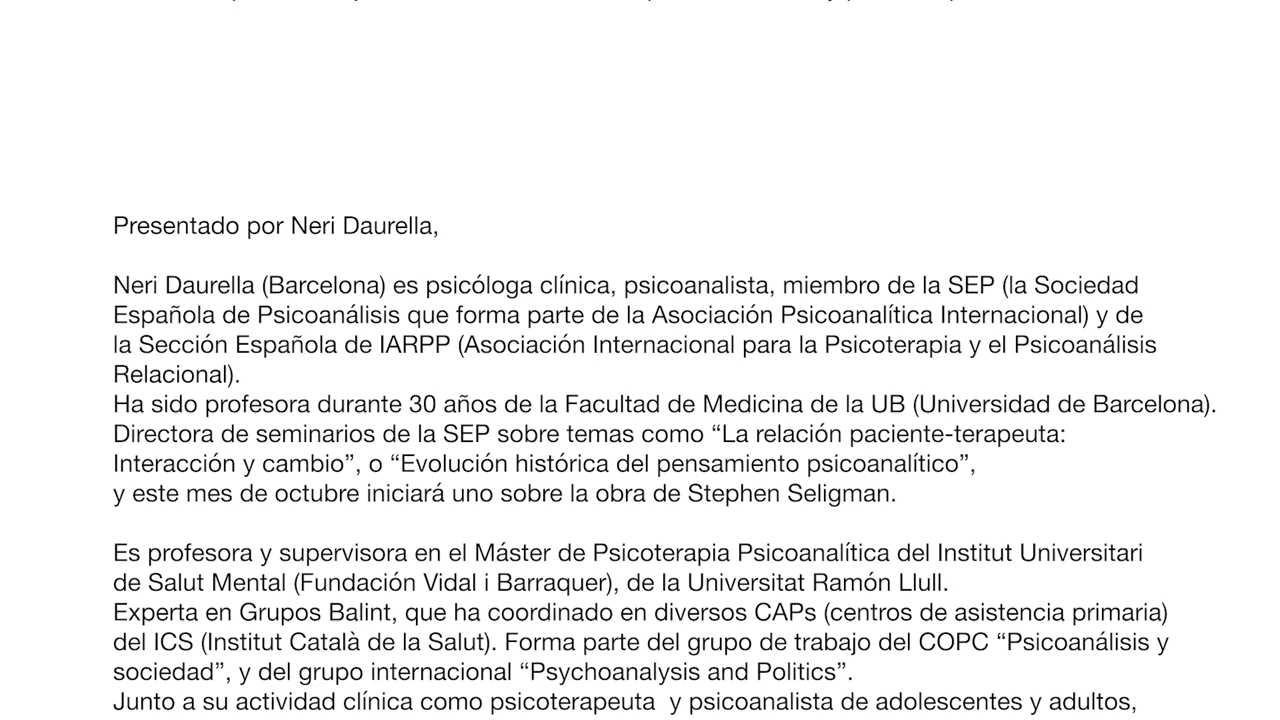 Presentado por Neri Daurella,
Neri Daurella (Barcelona) es psicóloga clínica, psicoanalista, miembro de la SEP (la Sociedad
Española de Psicoanálisis que forma parte de la Asociación Psicoanalítica Internacional) y de
la Sección Española de IARPP (Asociación Internacional para la Psicoterapia y el Psicoanálisis
Relacional).
Ha sido profesora durante 30 años de la Facultad de Medicina de la UB (Universidad de Barcelona).
Directora de seminarios de la SEP sobre temas como “La relación paciente-terapeuta:
Interacción y cambio”, o “Evolución histórica del pensamiento psicoanalítico”,
y este mes de octubre iniciará uno sobre la obra de Stephen Seligman.
Es profesora y supervisora en el Máster de Psicoterapia Psicoanalítica del Institut Universitari
de Salut Mental (Fundación Vidal i Barraquer), de la Universitat Ramón Llull.
Experta en Grupos Balint, que ha coordinado en diversos CAPs (centros de asistencia primaria)
del ICS (Institut Català de la Salut). Forma parte del grupo de trabajo del COPC “Psicoanálisis y
sociedad”, y del grupo internacional “Psychoanalysis and Politics”.
Junto a su actividad clínica como psicoterapeuta  y psicoanalista de adolescentes y adultos,